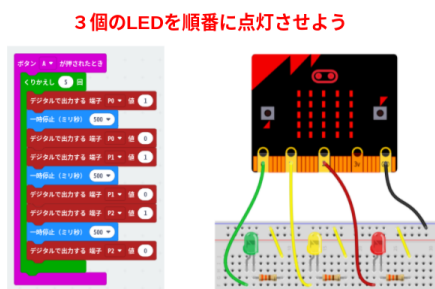 ３個のLEDを順番に点灯させよう
ボタン A ▼ が押されたとき
くりかえし 5 回
デジタルで出力する 端子 P0 ▼ 値 1
一時停止 (ミリ秒) 500 ▼
デジタルで出力する 端子 P0 ▼ 値 0
デジタルで出力する 端子 P1 ▼ 値 1
一時停止 (ミリ秒) 500 ▼
デジタルで出力する 端子 P1 ▼ 値 0
デジタルで出力する 端子 P2 ▼ 値 1
一時停止 (ミリ秒) 500 ▼
デジタルで出力する 端子 P2 ▼ 値 0